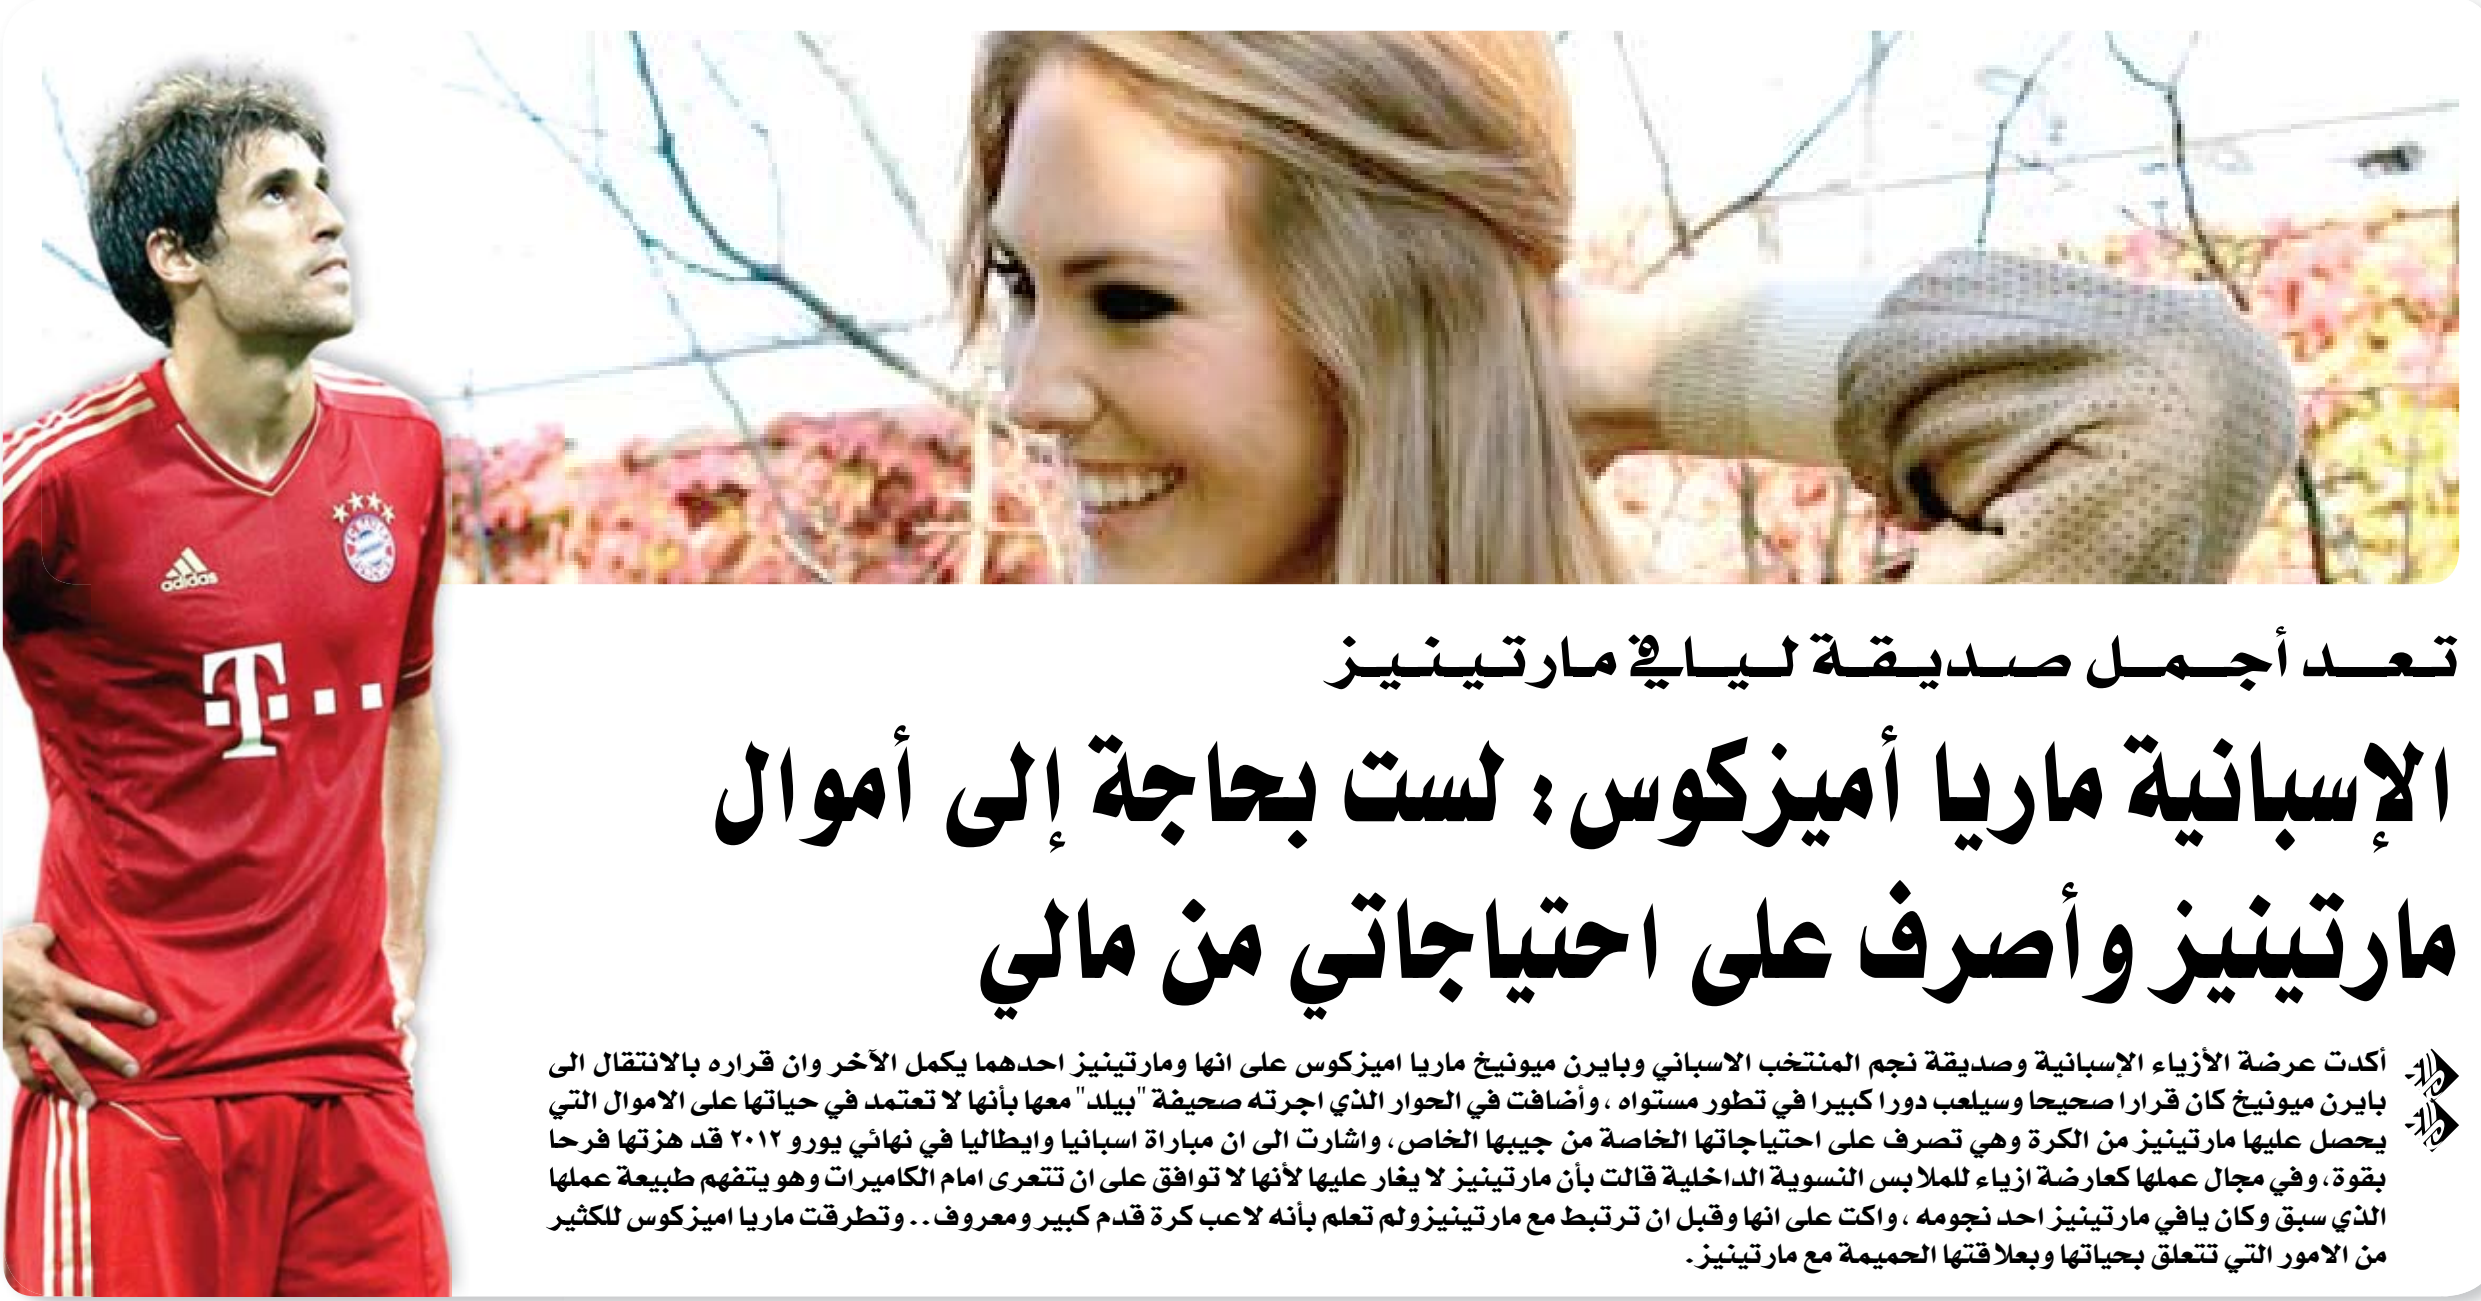 تعد أجمل صديقة ليافي مارتينيز
الإسبانية ماريا أميزكوس: لست بحاجة إلى أموال
مارتينيز وأصرف على احتياجاتي من مالي
أكدت عرضة الأزياء الإسبانية وصديقة نجم المنتخب الاسباني وبايرن ميونيخ ماريا اميزكوس على انها ومارتينيز احدهما يكمل الآخر وان قراره بالانتقال الى
بايرن ميونيخ كان قرارا صحيحا وسيلعب دورا كبيرا في تطور مستواه ، وأضافت في الحوار الذي اجرته صحيفة "بيلد" معها بأنها لا تعتمد في حياتها على الاموال التي
يحصل عليها مارتينيز من الكرة وهي تصرف على احتياجاتها الخاصة من جيبها الخاص، واشارت الى ان مباراة اسبانيا وايطاليا في نهائي يورو ٢٠١٢ قد هزتها فرحا
بقوة، وفي مجال عملها كعارضة ازياء للملابس النسوية الداخلية قالت بأن مارتينيز لا يغار عليها لأنها لا توافق على ان تتعرى امام الكاميرات وهو يتفهم طبيعة عملها
الذي سبق وكان يافي مارتينيز احد نجومه ، واكت على انها وقبل ان ترتبط مع مارتينيزولم تعلم بأنه لاعب كرة قدم كبير ومعروف.. وتطرقت ماريا اميزكوس للكثير
من الامور التي تتعلق بحياتها وبعلاقتها الحميمة مع مارتينيز.
adidas
FC BAYERN
T